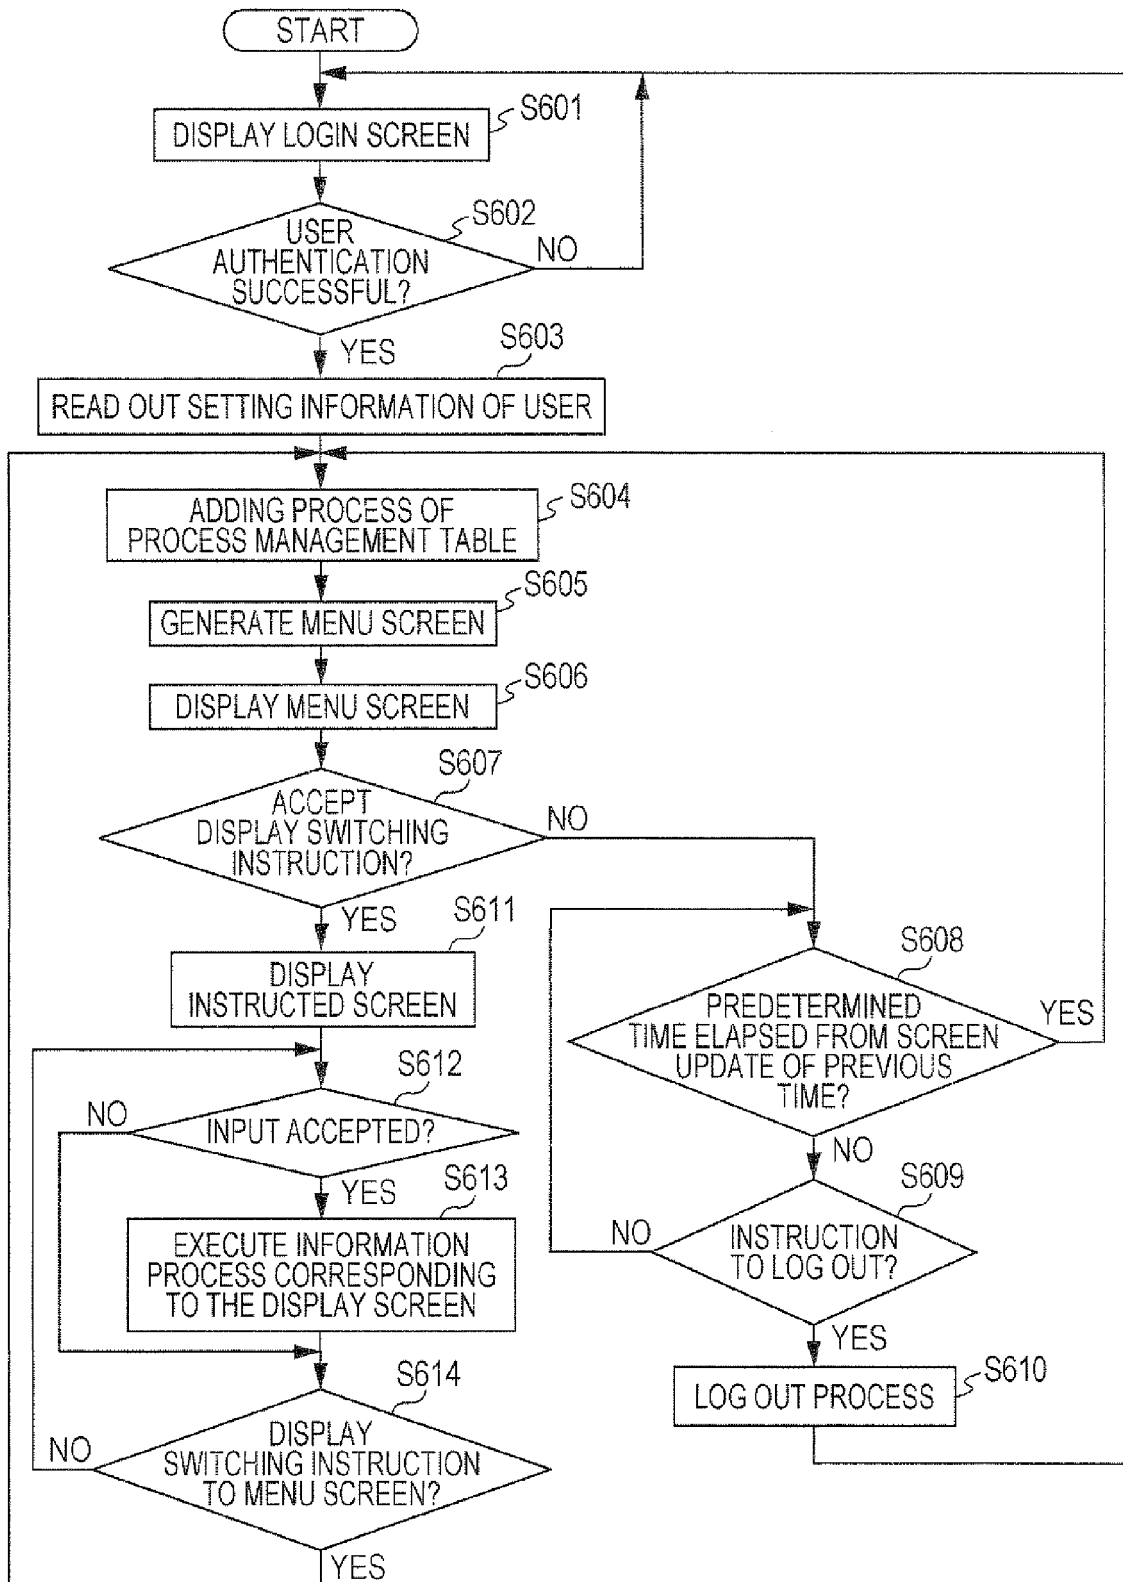 START
S601
DISPLAY LOGIN SCREEN
S602
USER
AUTHENTICATION
SUCCESSFUL?
NO
YES
S603
READ OUT SETTING INFORMATION OF USER
S604
ADDING PROCESS OF
PROCESS MANAGEMENT TABLE
S605
GENERATE MENU SCREEN
S606
DISPLAY MENU SCREEN
S607
ACCEPT
DISPLAY SWITCHING
INSTRUCTION?
NO
YES
S611
DISPLAY
INSTRUCTED SCREEN
S612
INPUT ACCEPTED?
NO
YES
S613
EXECUTE INFORMATION
PROCESS CORRESPONDING
TO THE DISPLAY SCREEN
S614
DISPLAY
SWITCHING INSTRUCTION
TO MENU SCREEN?
NO
YES
S608
PREDETERMINED
TIME ELAPSED FROM SCREEN
UPDATE OF PREVIOUS
TIME?
YES
NO
S609
INSTRUCTION
TO LOG OUT?
NO
YES
S610
LOG OUT PROCESS